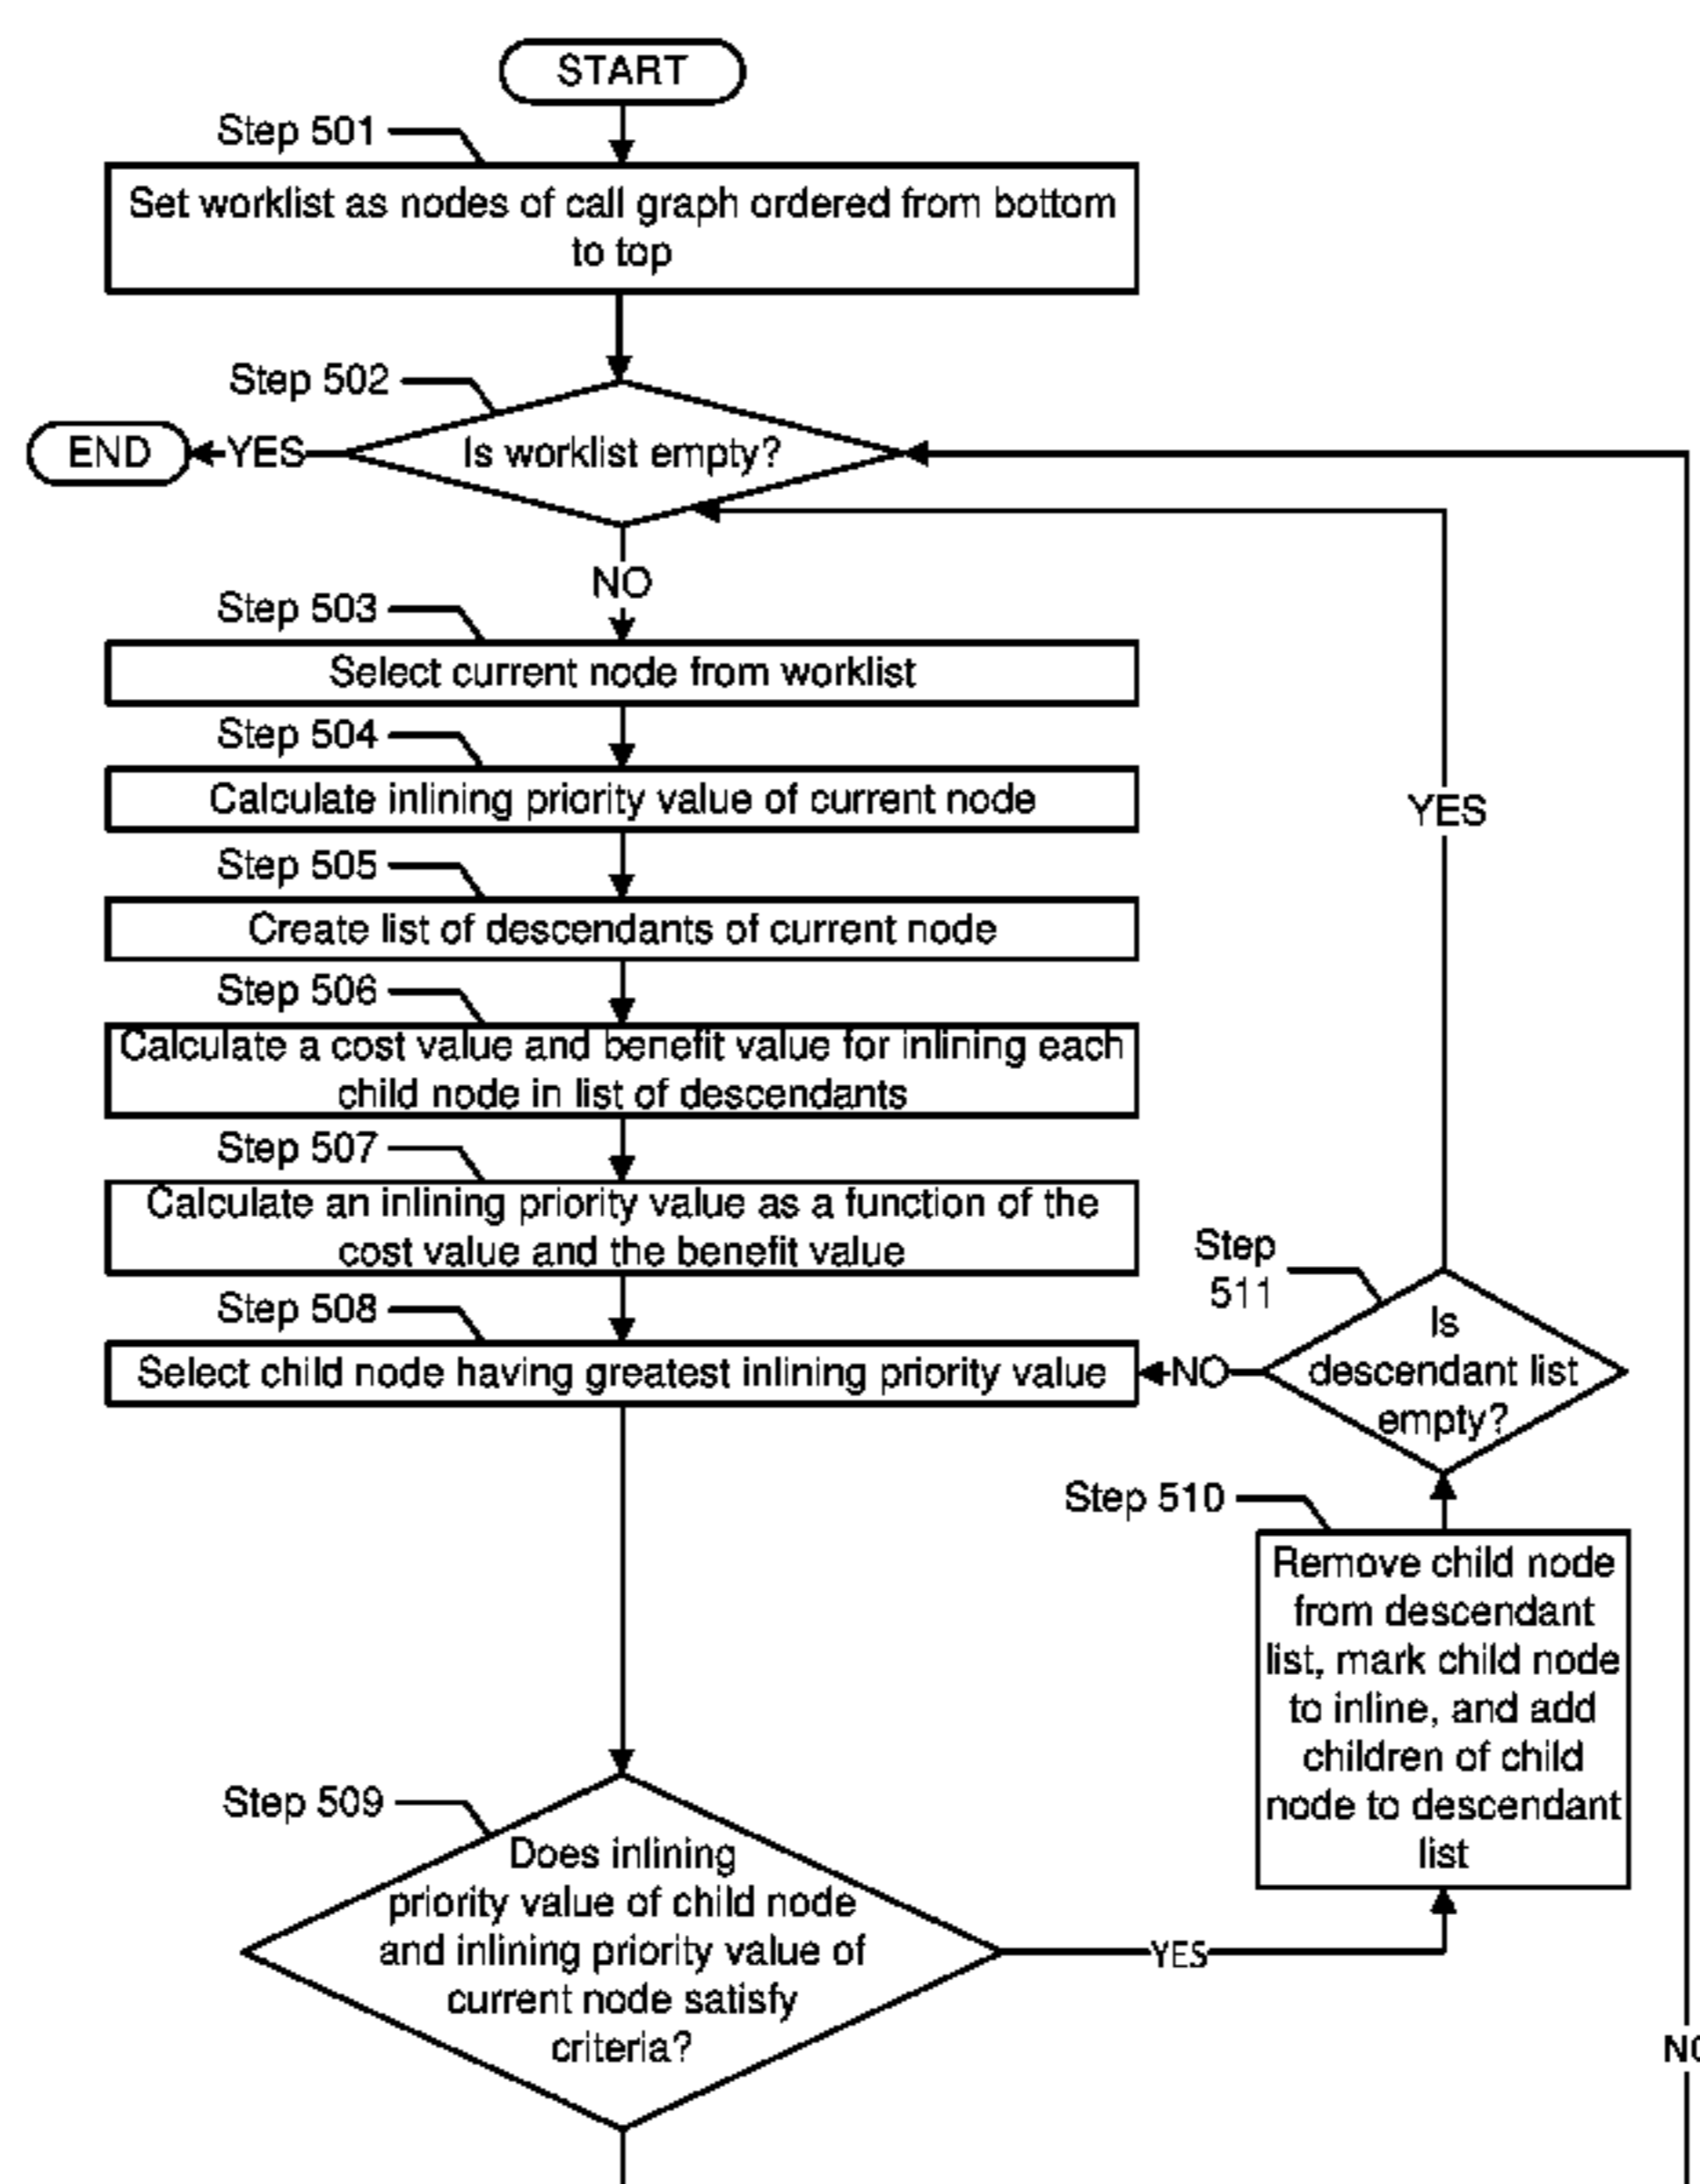 START
Step 501
Set worklist as nodes of call graph ordered from bottom
to top
Step 502
END
YES
Is worklist empty?
NO
Step 503
Select current node from worklist
Step 504
Calculate inlining priority value of current node
YES
Step 505
Create list of descendants of current node
Step 506
Calculate a cost value and benefit value for inlining each
child node in list of descendants
Step 507
Calculate an inlining priority value as a function of the
cost value and the benefit value
Step
511
Step 508
Select child node having greatest inlining priority value
NO
Is
descendant list
empty?
Step 510
Remove child node
from descendant
list, mark child node
to inline, and add
children of child
node to descendant
list
Step 509
Does inlining
priority value of child node
and inlining priority value of
current node satisfy
criteria?
YES
NO